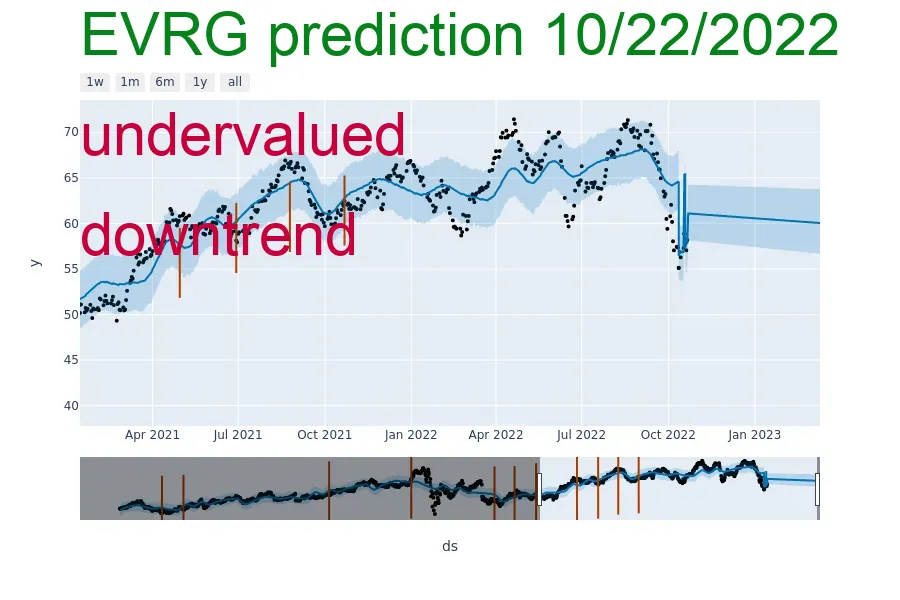 EVRG prediction 10/22/2022
1w 1m 6m 1y all
undervalued
downtrend
70
65
60
55
50
45
40
y
Apr 2021 Jul 2021 Oct 2021 Jan 2022 Apr 2022 Jul 2022 Oct 2022 Jan 2023
ds